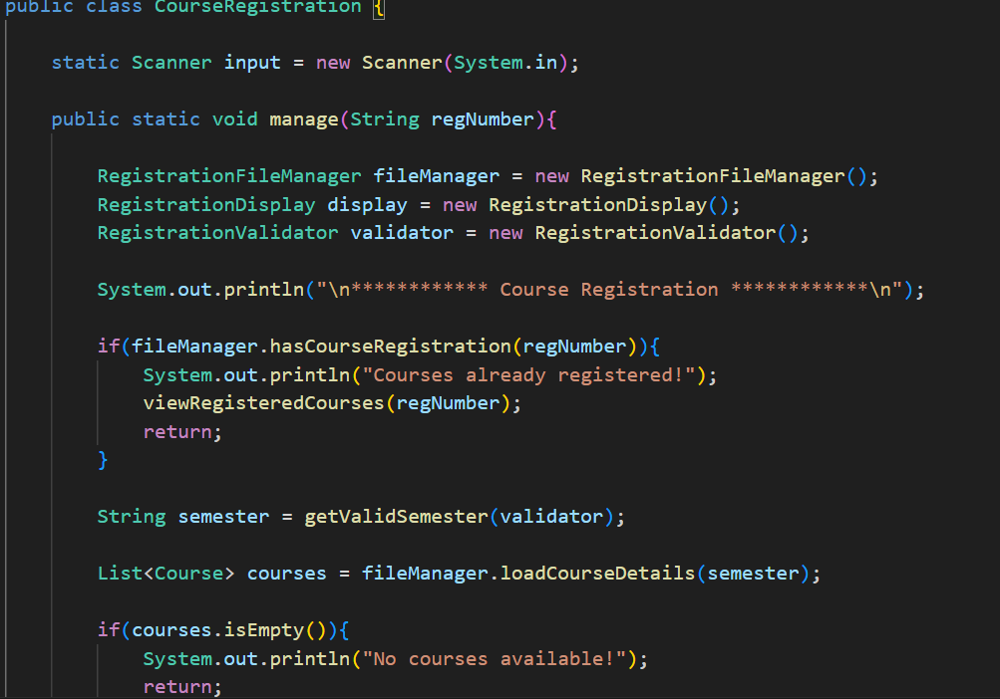 public class CourseRegistration {
static Scanner input = new Scanner(System.in);
public static void manage(String regNumber){
RegistrationFileManager fileManager = new RegistrationFileManager();
RegistrationDisplay display = new RegistrationDisplay();
RegistrationValidator validator = new RegistrationValidator();
System.out.println("\n************ Course Registration ************\n");
if(fileManager.hasCourseRegistration(regNumber)){
System.out.println("Courses already registered!");
viewRegisteredCourses(regNumber);
return;
}
String semester = getValidSemester(validator);
List<Course> courses = fileManager.loadCourseDetails(semester);
if(courses.isEmpty()){
System.out.println("No courses available!");
return;